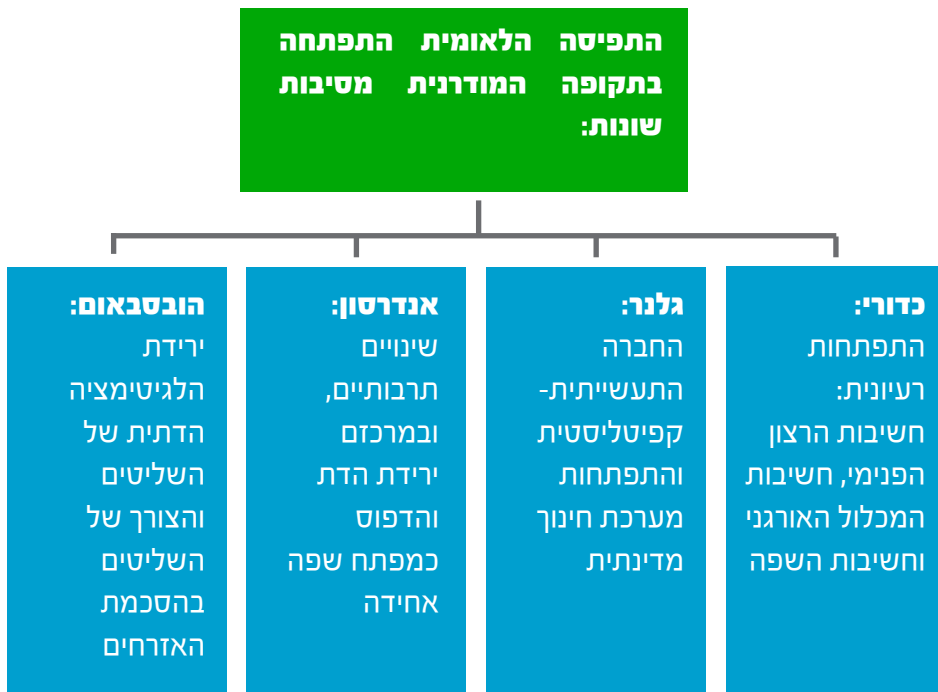 התפיסה הלאומית התפתחה
בתקופה המודרנית מסיבות
שונות:
כדורי:
התפתחות
רעיונית:
חשיבות הרצון
הפנימי, חשיבות
המכלול האורגני
וחשיבות השפה
גלנר:
החברה
התעשייתית-
קפיטליסטית
והתפתחות
מערכת חינוך
מדינתית
אנדרסון:
שינויים
תרבותיים,
ובמרכזם
ירידת הדת
והדפוס
כמפתח שפה
אחידה
הובסבאום:
ירידת
הלגיטימציה
הדתית של
השליטים
והצורך של
השליטים
בהסכמת
האזרחים